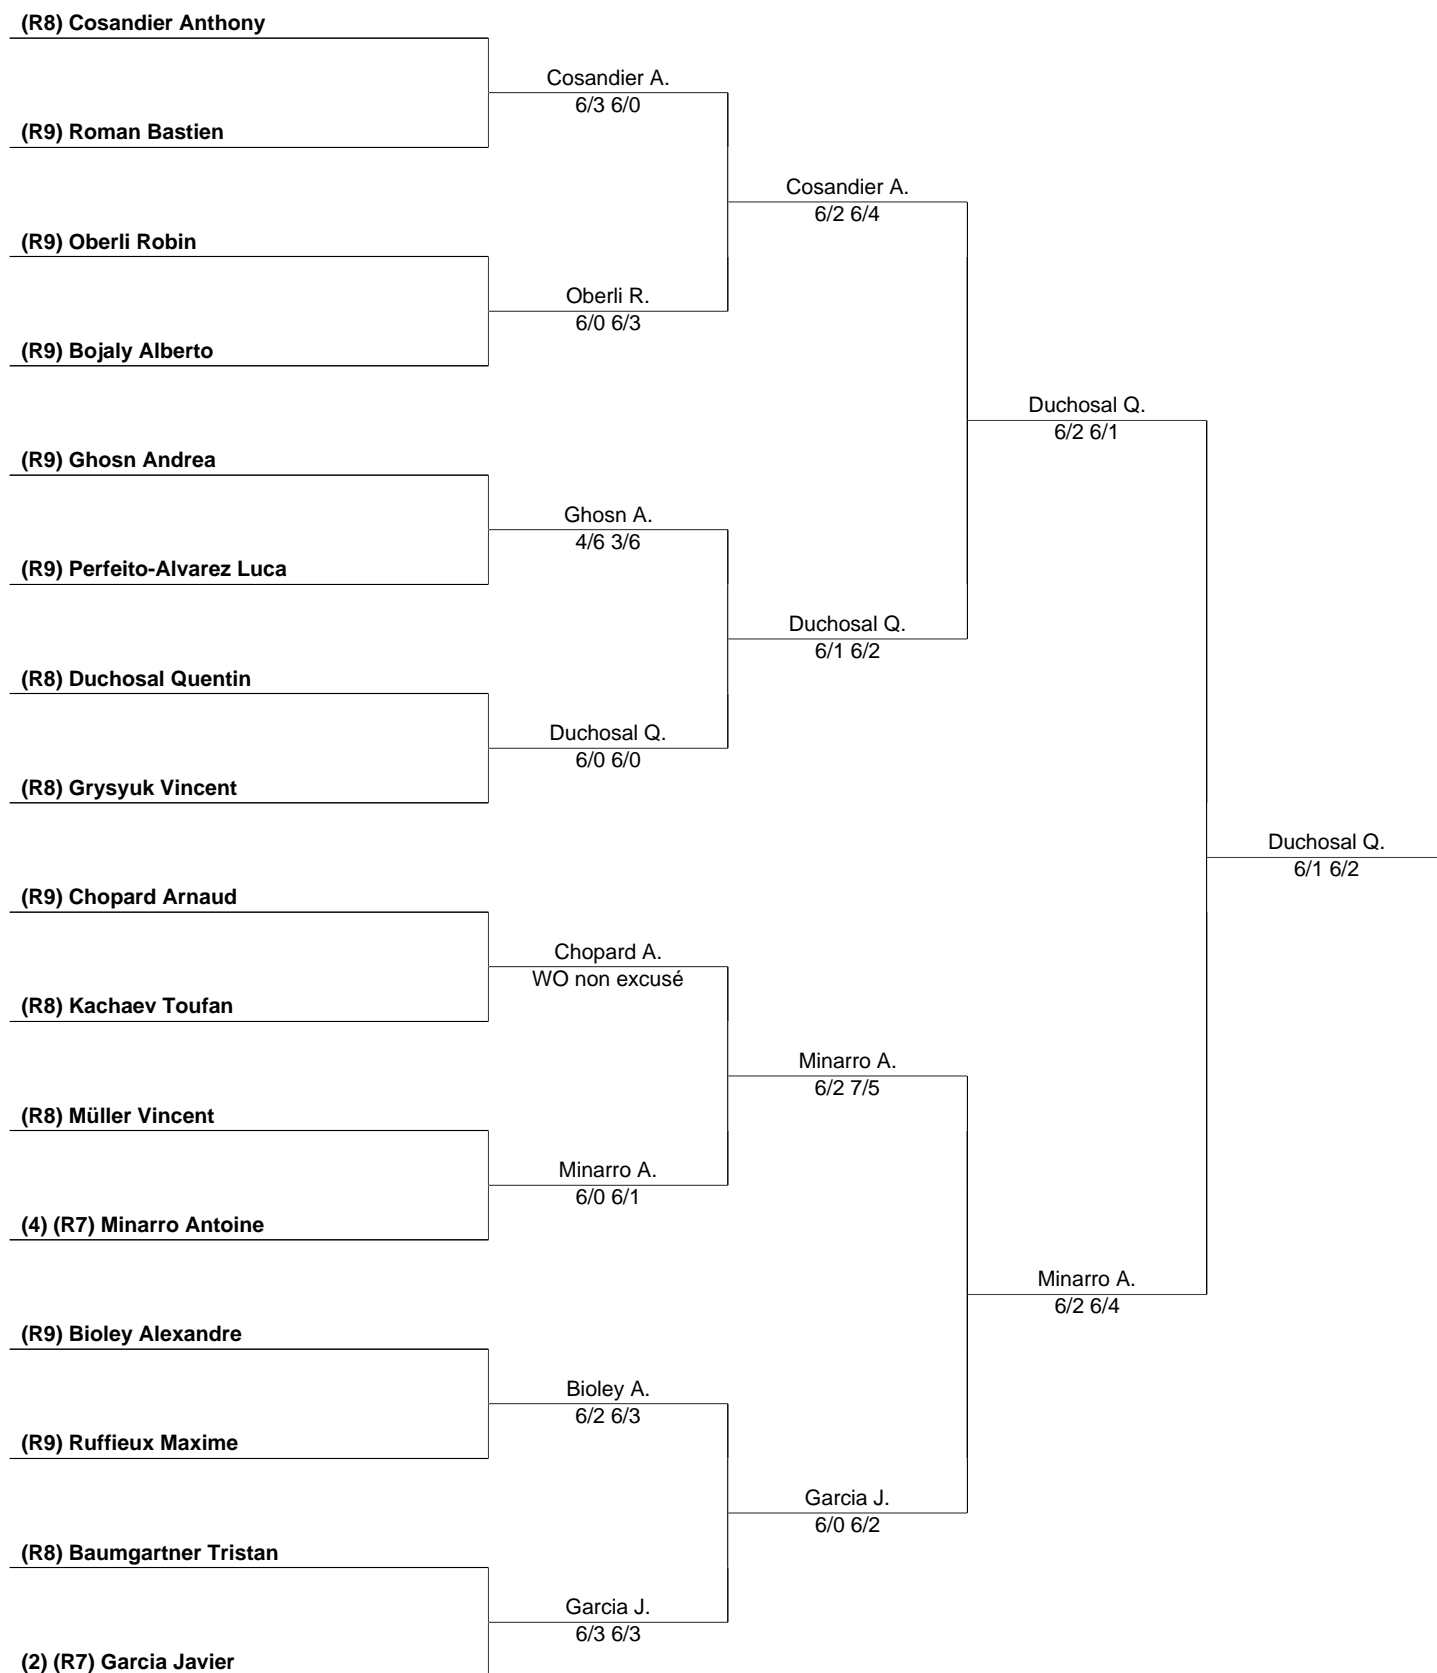 (R8) Cosandier Anthony
Cosandier A.
6/3 6/0
(R9) Roman Bastien
Cosandier A.
6/2 6/4
(R9) Oberli Robin
Oberli R.
6/0 6/3
(R9) Bojaly Alberto
Duchosal Q.
6/2 6/1
(R9) Ghosn Andrea
Ghosn A.
4/6 3/6
(R9) Perfeito-Alvarez Luca
Duchosal Q.
6/1 6/2
(R8) Duchosal Quentin
Duchosal Q.
6/0 6/0
(R8) Grysyuk Vincent
Duchosal Q.
6/1 6/2
(R9) Chopard Arnaud
Chopard A.
WO non excusé
(R8) Kachaev Toufan
Minarro A.
6/2 7/5
(R8) Müller Vincent
Minarro A.
6/0 6/1
(4) (R7) Minarro Antoine
Minarro A.
6/2 6/4
(R9) Bioley Alexandre
Bioley A.
6/2 6/3
(R9) Ruffieux Maxime
Garcia J.
6/0 6/2
(R8) Baumgartner Tristan
Garcia J.
6/3 6/3
(2) (R7) Garcia Javier